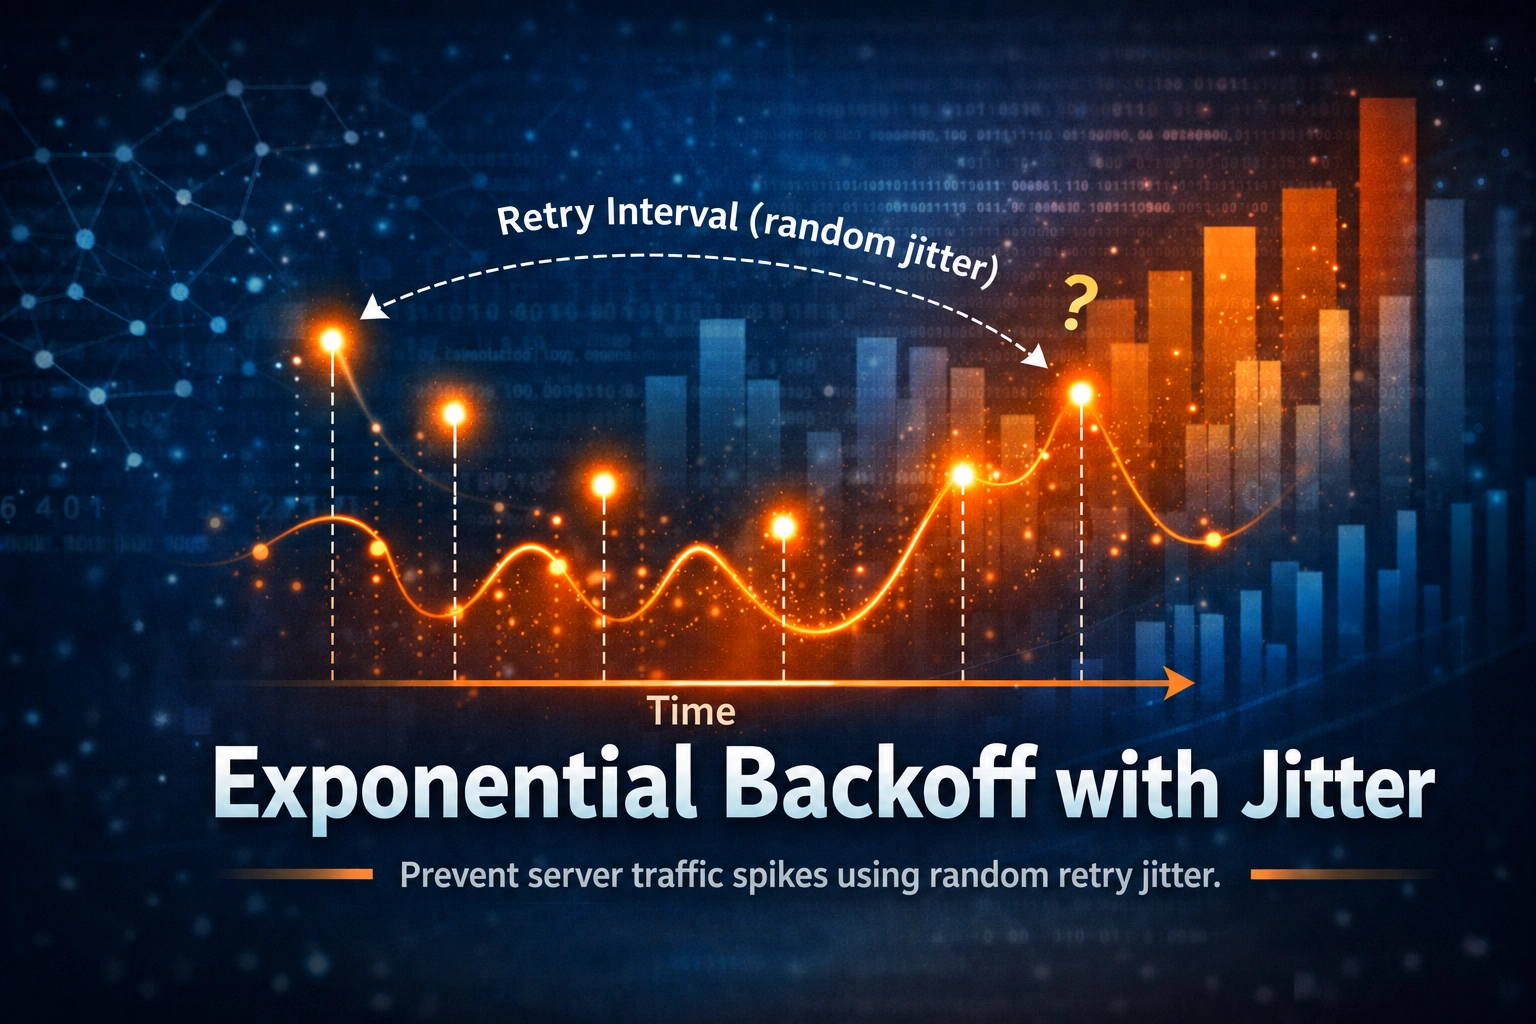 Retry Interval (random jitter)
?
Time
Exponential Backoff with Jitter
Prevent server traffic spikes using random retry jitter.